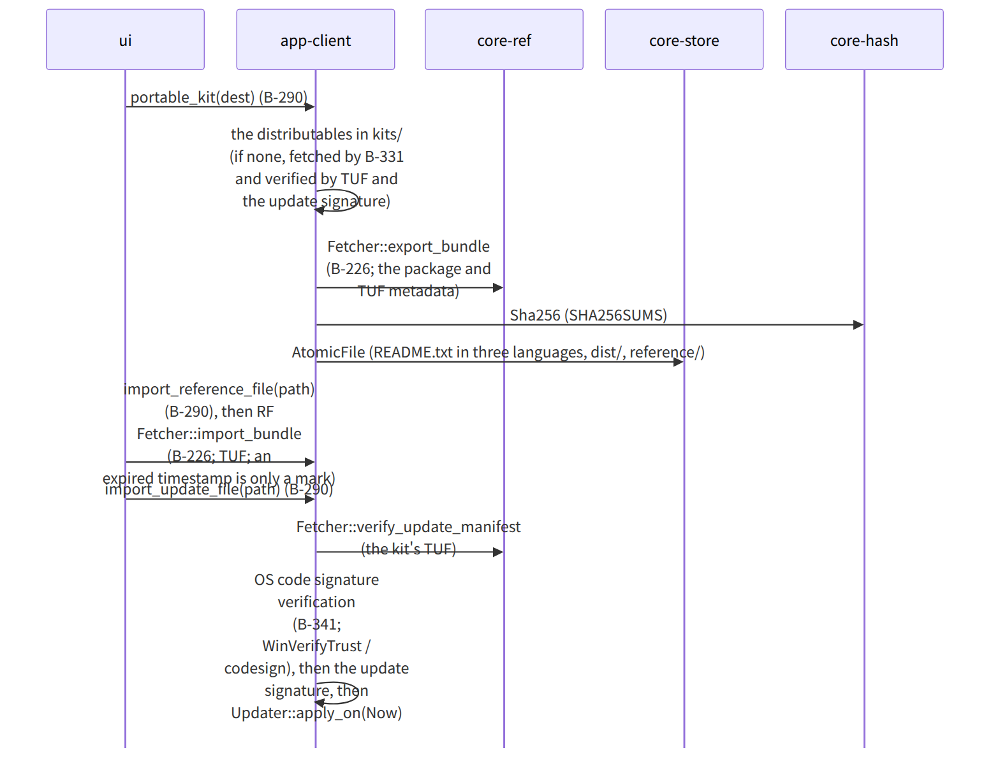 ui
app-client
core-ref
core-store
core-hash
portable_kit(dest) (B-290)
the distributables in kits/
(if none, fetched by B-331
and verified by TUF and
the update signature)
Fetcher::export_bundle
(B-226; the package and
TUF metadata)
Sha256 (SHA256SUMS)
AtomicFile (README.txt in three languages, dist/, reference/)
import_reference_file(path)
(B-290), then RF
Fetcher::import_bundle
(B-226; TUF; an
expired timestamp is only a mark)
import_update_file(path) (B-290)
Fetcher::verify_update_manifest
(the kit's TUF)
OS code signature
verification
(B-341;
WinVerifyTrust /
codesign), then the update
signature, then
Updater::apply_on(Now)